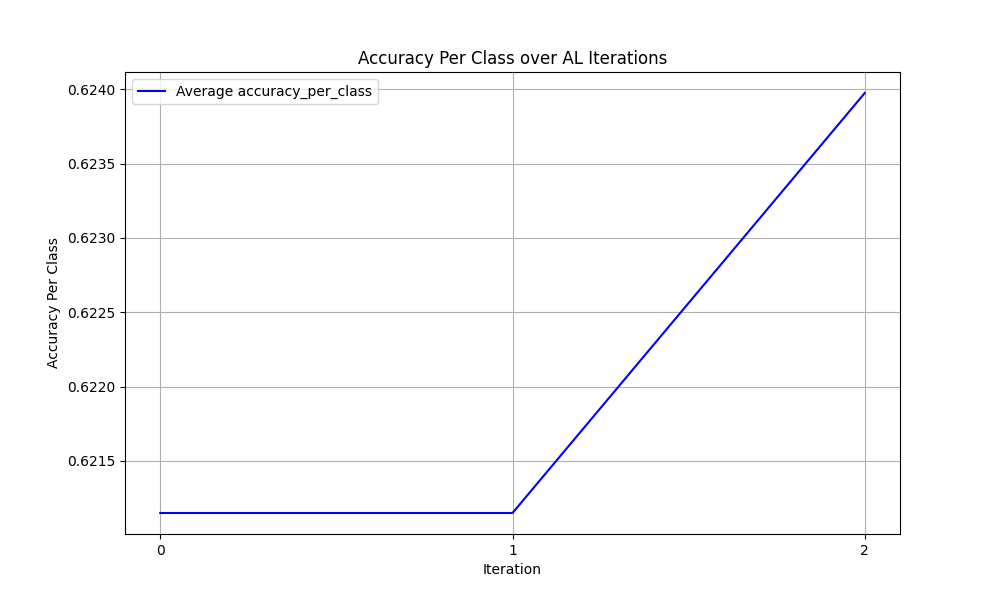 Accuracy Per Class over AL Iterations
Average accuracy_per_class
0.6240
0.6235
0.6230
0.6225
0.6220
0.6215
Accuracy Per Class
0
1
2
Iteration